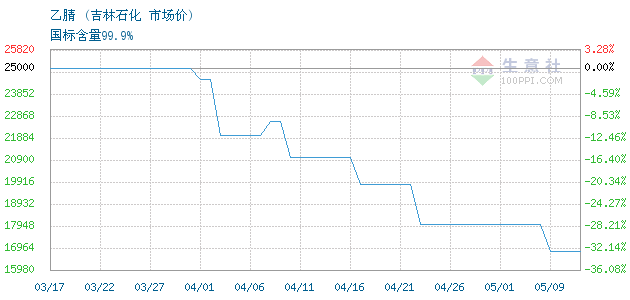 乙腈 (吉林石化 市场价)
国标含量99.9%
25820 3.28%
25000 0.00%
生意社
100PPI.COM
23852 -4.59%
22868 -8.53%
21884 -12.46%
20900 -16.40%
19916 -20.34%
18932 -24.27%
17948 -28.21%
16964 -32.14%
15980 -36.08%
03/17 03/22 03/27 04/01 04/06 04/11 04/16 04/21 04/26 05/01 05/09